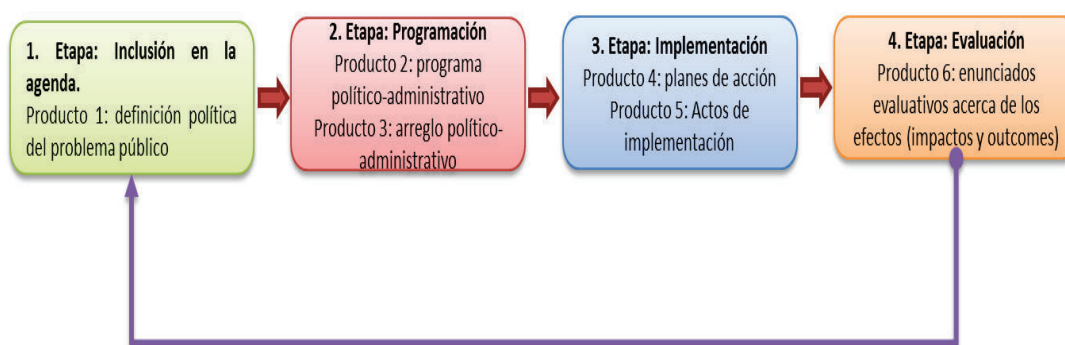 1. Etapa: Inclusión en la
agenda.
Producto 1: definición política
del problema público
2. Etapa: Programación
Producto 2: programa
político-administrativo
Producto 3: arreglo político-
administrativo
3. Etapa: Implementación
Producto 4: planes de acción
Producto 5: Actos de
implementación
4. Etapa: Evaluación
Producto 6: enunciados
evaluativos acerca de los
efectos (impactos y outcomes)